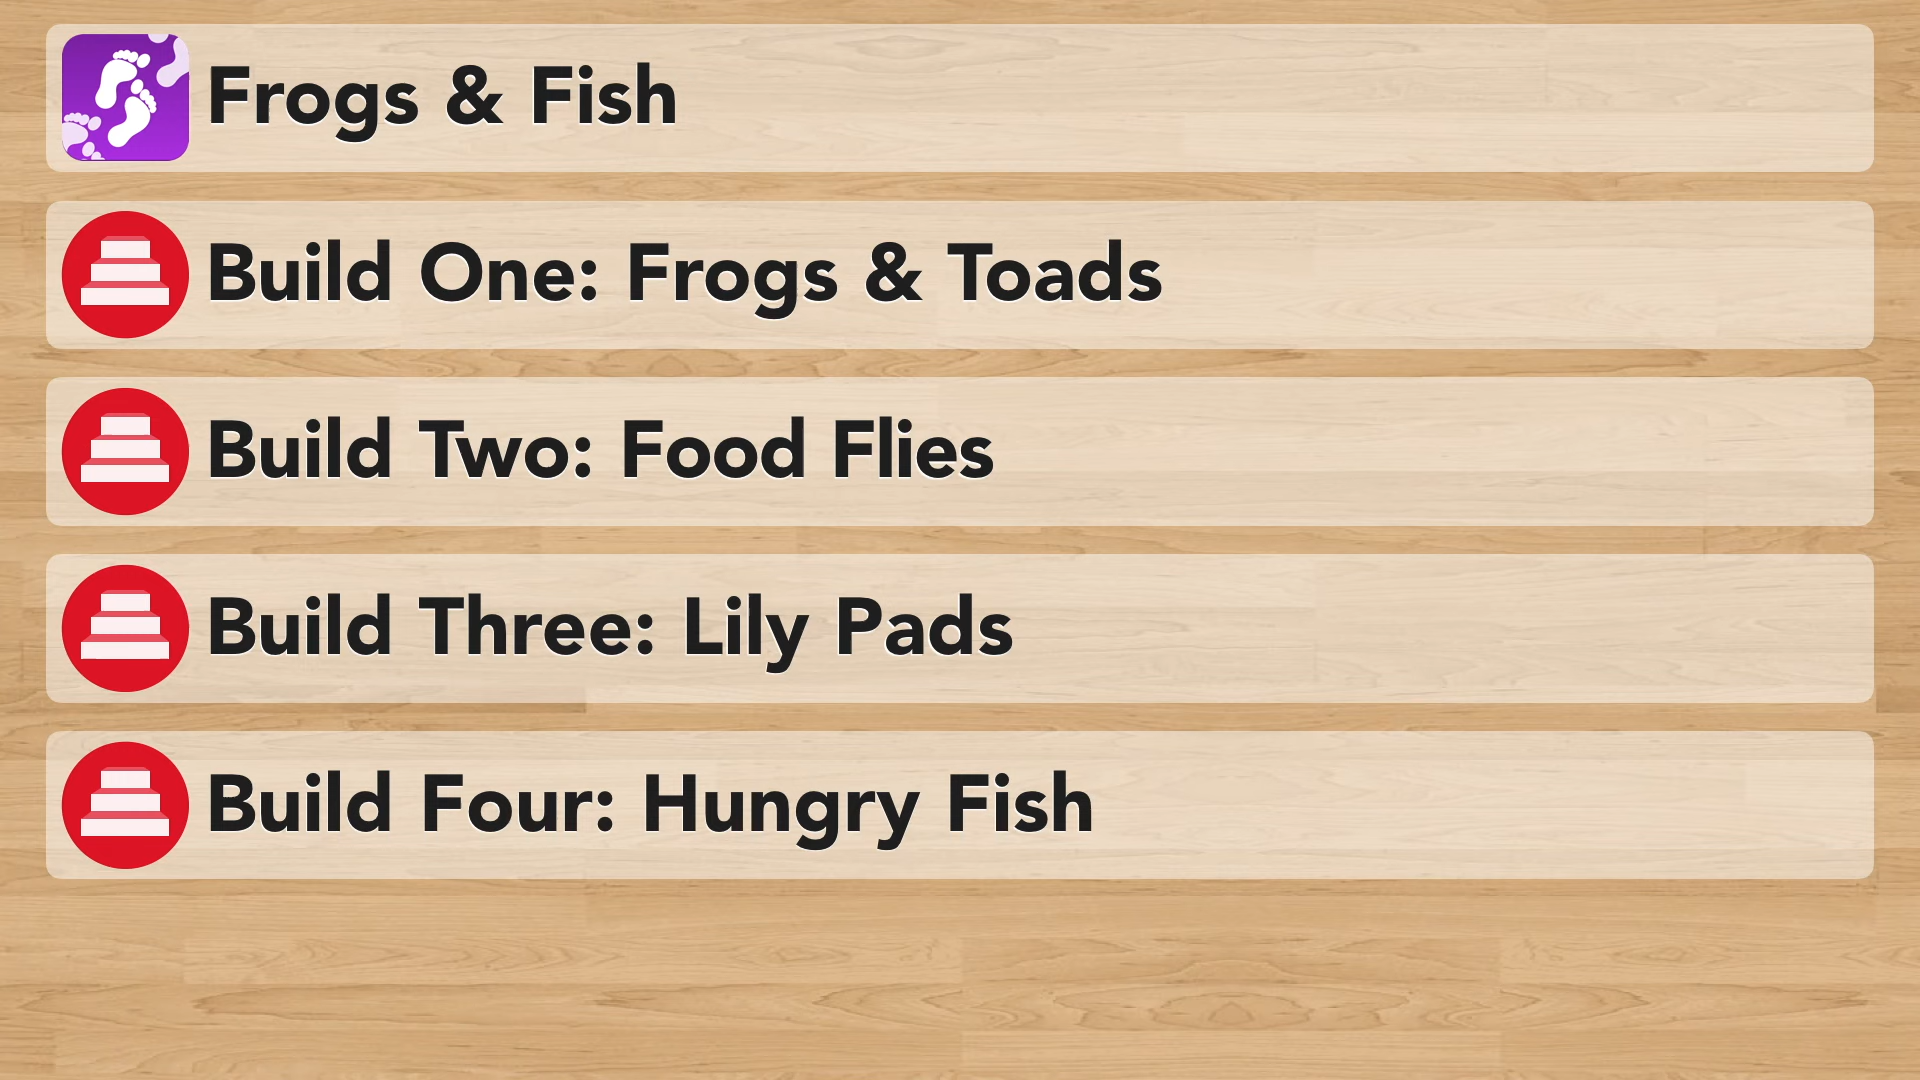 Frogs & Fish
Build One: Frogs & Toads
Build Two: Food Flies
Build Three: Lily Pads
Build Four: Hungry Fish